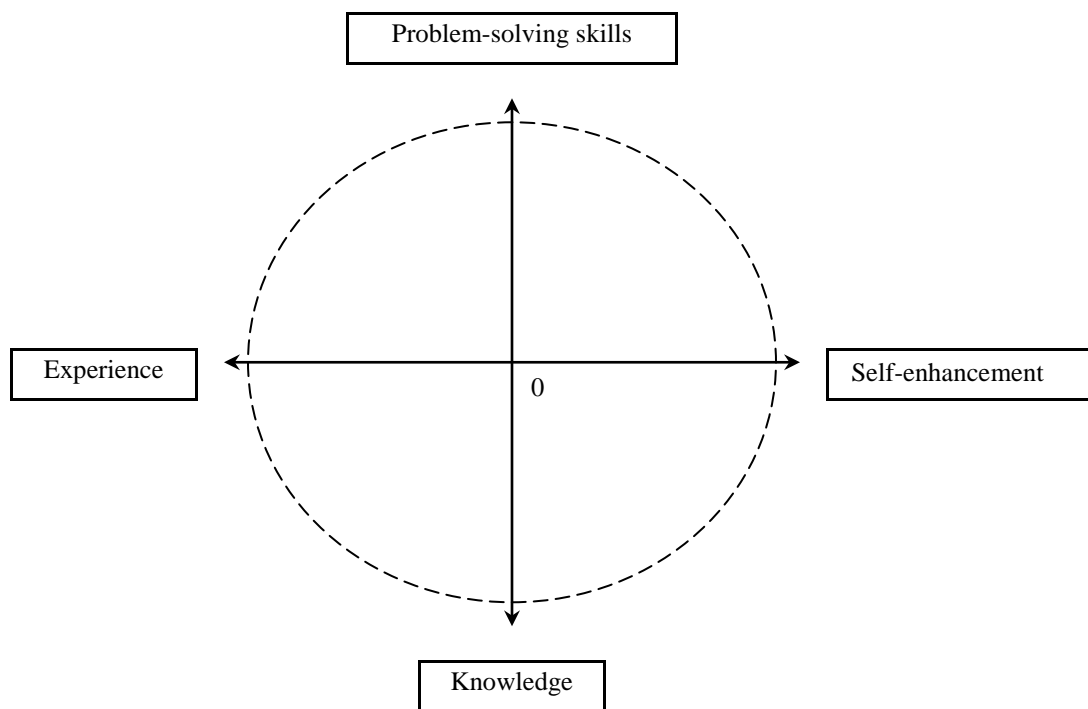 Problem-solving skills
Experience
Self-enhancement
0
Knowledge